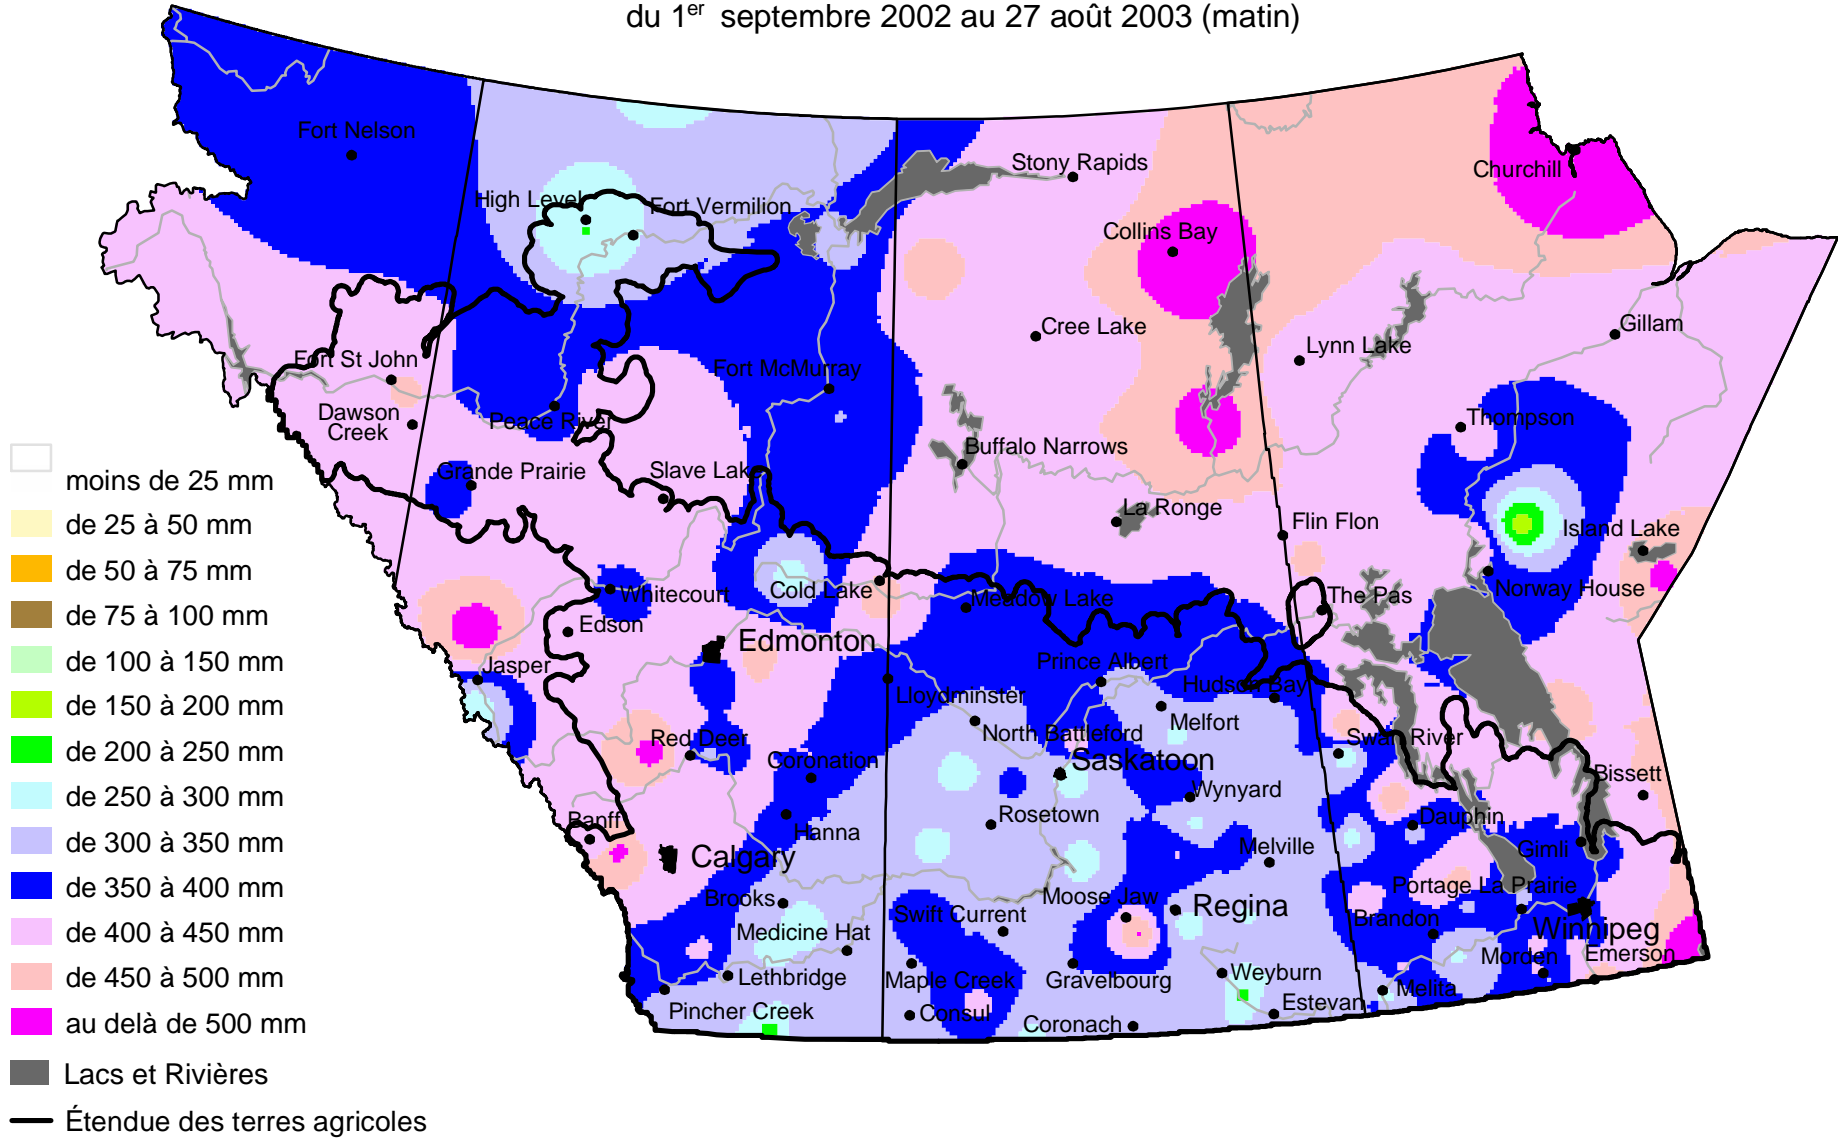 du 1er septembre 2002 au 27 août 2003 (matin)
Fort Nelson
High Level
Fort Vermilion
Stony Rapids
Churchill
Collins Bay
Cree Lake
Gillam
Lynn Lake
Fort St John
Fort McMurray
Dawson
Creek
Peace River
Thompson
Buffalo Narrows
Grande Prairie
Slave Lake
La Ronge
Flin Flon
Island Lake
Whitecourt
Cold Lake
Meadow Lake
The Pas
Norway House
Edson
Edmonton
Jasper
Prince Albert
Hudson Bay
Lloydminster
Melfort
North Battleford
Red Deer
Swan River
Coronation
Saskatoon
Bissett
Wynyard
Banff
Hanna
Rosetown
Dauphin
Calgary
Melville
Gimli
Brooks
Moose Jaw
Portage La Prairie
Swift Current
Regina
Brandon
Winnipeg
Medicine Hat
Morden
Emerson
Lethbridge
Maple Creek
Gravelbourg
Weyburn
Melita
Pincher Creek
Consul
Coronach
Estevan
moins de 25 mm
de 25 à 50 mm
de 50 à 75 mm
de 75 à 100 mm
de 100 à 150 mm
de 150 à 200 mm
de 200 à 250 mm
de 250 à 300 mm
de 300 à 350 mm
de 350 à 400 mm
de 400 à 450 mm
de 450 à 500 mm
au delà de 500 mm
Lacs et Rivières
Étendue des terres agricoles